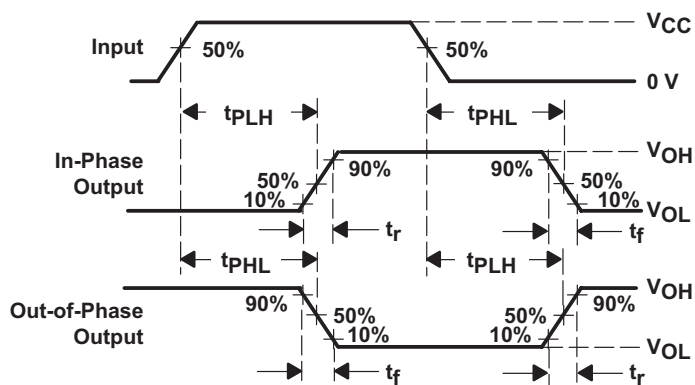 VCC
Input
50%
50%
0 V
tPLH
tPHL
In-Phase
Output
VOH
90%
90%
50%
50%
10%
10%
VOL
tr
tf
tPHL
tPLH
Out-of-Phase
Output
VOH
90%
90%
50%
50%
10%
10%
VOL
tf
tr